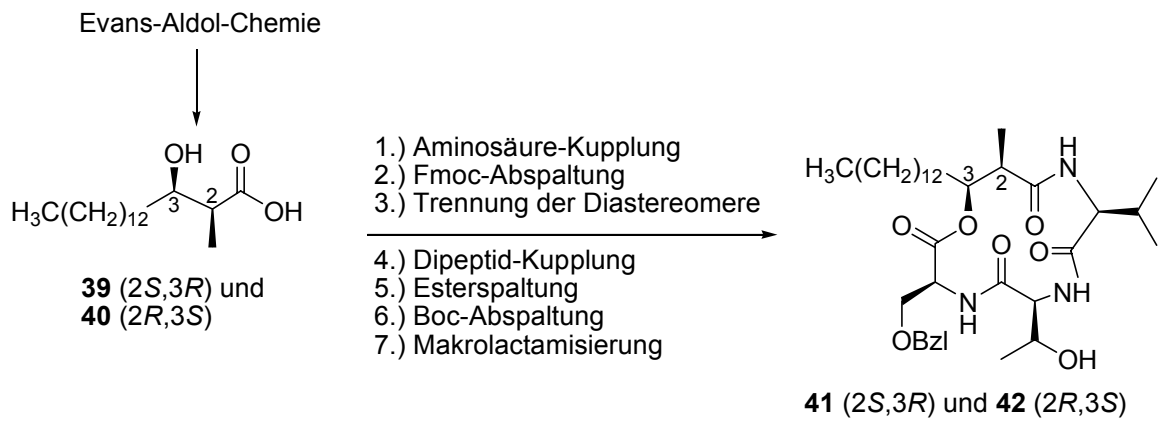 Evans-Aldol-Chemie
OH
O
H₃C(CH₂)₁₂
3
2
OH
39 (2S,3R) und
40 (2R,3S)
1.) Aminosäure-Kupplung
2.) Fmoc-Abspaltung
3.) Trennung der Diastereomere
4.) Dipeptid-Kupplung
5.) Esterspaltung
6.) Boc-Abspaltung
7.) Makrolactamisierung
H₃C(CH₂)₁₂
3
2
H
N
O
O
O
O
O
N
H
NH
OBzl
OH
41 (2S,3R) und 42 (2R,3S)